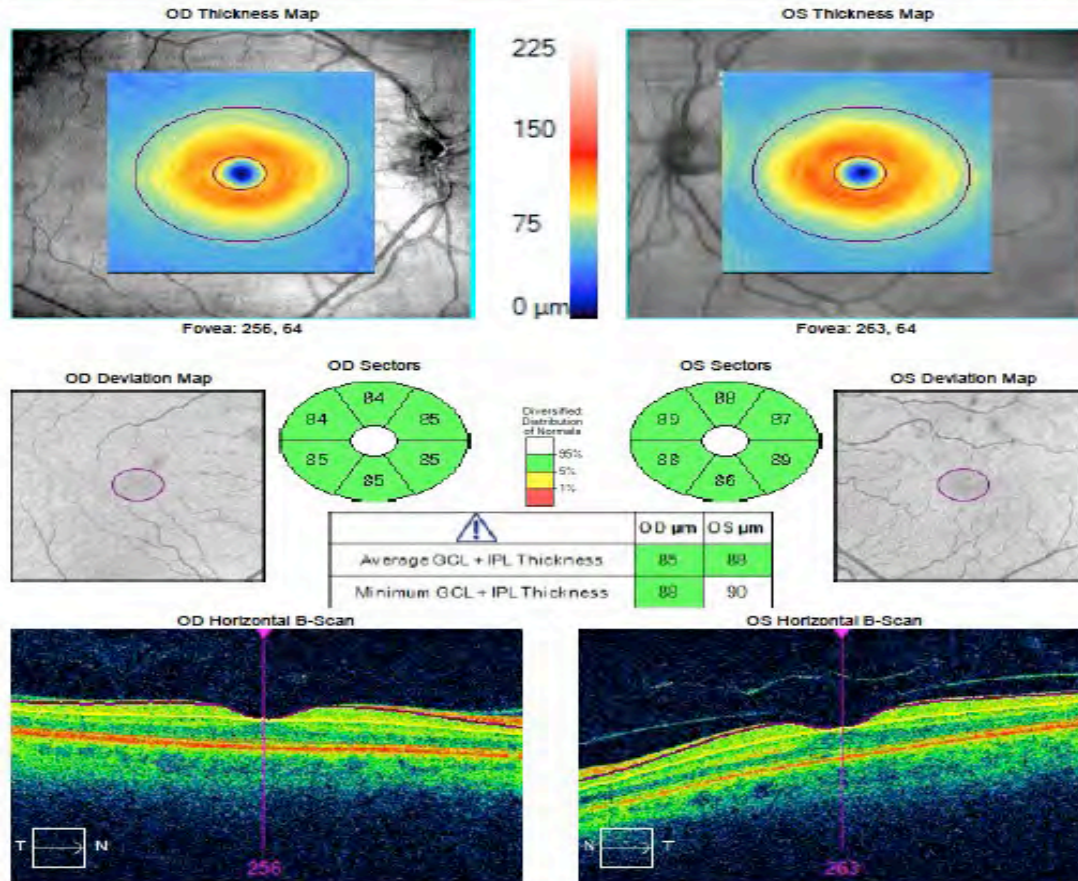 OD Thickness Map
OS Thickness Map
225
150
75
0 µm
Fovea: 256, 64
Fovea: 263, 64
OD Deviation Map
OD Sectors
84
84
85
85
85
85
Diversified
Distribution
of Normals
95%
5%
1%
OS Sectors
88
89
87
88
89
86
OS Deviation Map
OD µm OS µm
Average GCL + IPL Thickness 85 88
Minimum GCL + IPL Thickness 83 90
OD Horizontal B-Scan
OS Horizontal B-Scan
T N
256
N T
263